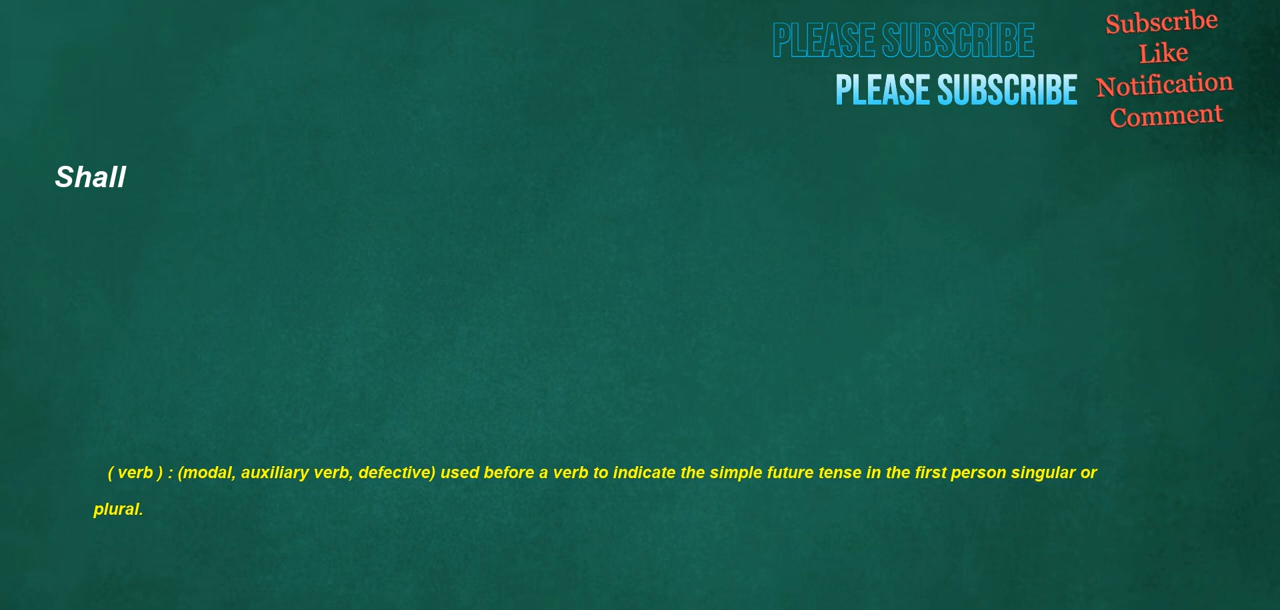 PLEASE SUBSCRIBE
PLEASE SUBSCRIBE
Subscribe
Like
Notification
Comment
Shall
( verb ) : (modal, auxiliary verb, defective) used before a verb to indicate the simple future tense in the first person singular or
plural.